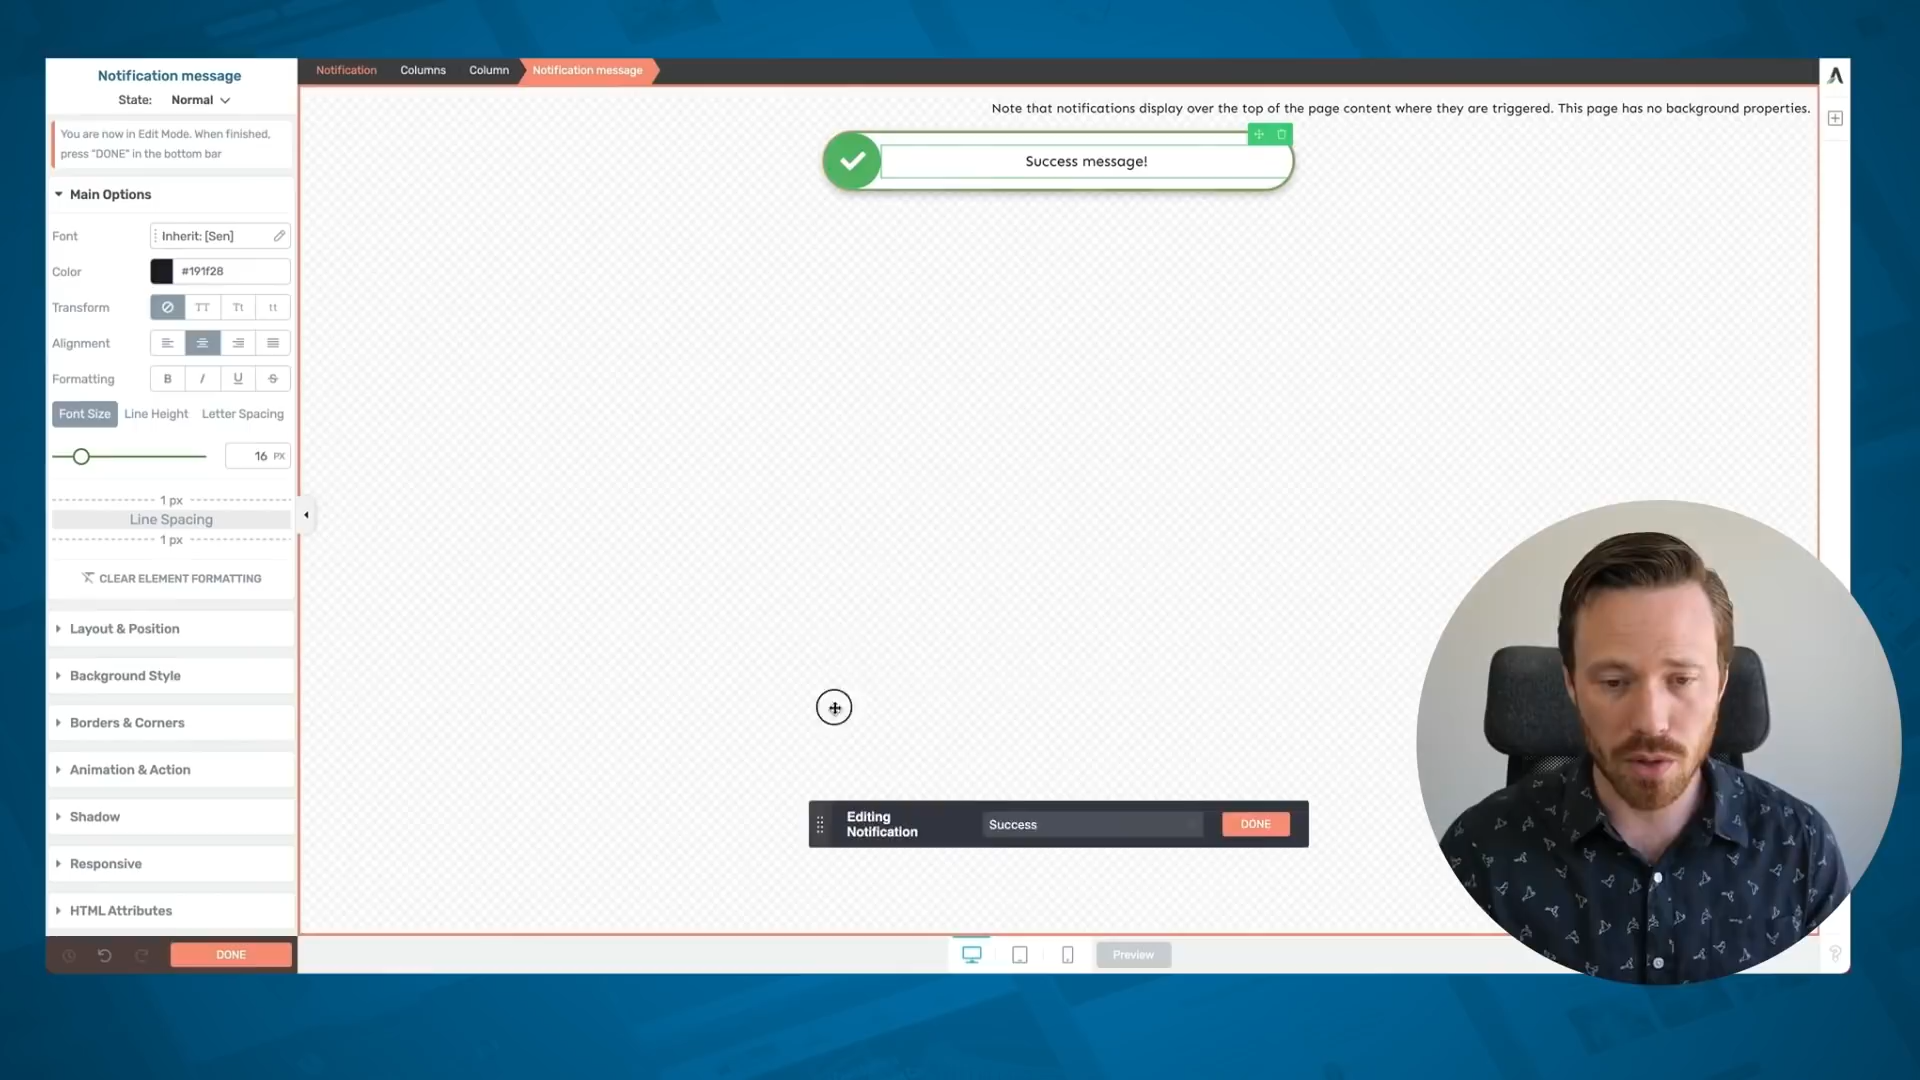 Notification message
State: Normal
You are now in Edit Mode. When finished,
press "DONE" in the bottom bar
Main Options
Font
Inherit: [Sen]
Color
#191f28
Transform
TT Tt tt
Alignment
Formatting
B I U S
Font Size Line Height Letter Spacing
16 PX
1 px
Line Spacing
1 px
CLEAR ELEMENT FORMATTING
Layout & Position
Background Style
Borders & Corners
Animation & Action
Shadow
Responsive
HTML Attributes
DONE
Notification Columns Column Notification message
Note that notifications display over the top of the page content where they are triggered. This page has no background properties.
Success message!
Editing
Notification
Success
DONE
Preview